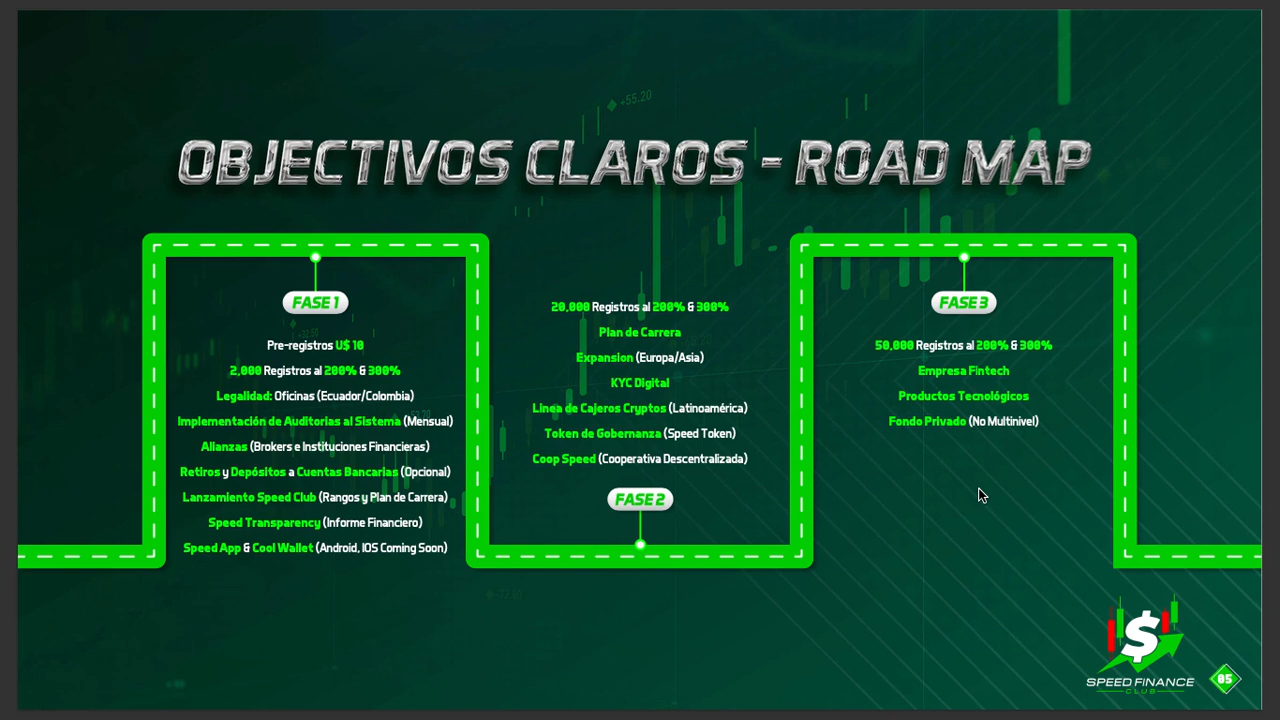 +55.20
OBJECTIVOS CLAROS - ROAD MAP
FASE 1
Pre-registros U$ 10
2,000 Registros al 200% & 300%
Legalidad: Oficinas (Ecuador/Colombia)
Implementación de Auditorias al Sistema (Mensual)
Alianzas (Brokers e Instituciones Financieras)
Retiros y Depósitos a Cuentas Bancarias (Opcional)
Lanzamiento Speed Club (Rangos y Plan de Carrera)
Speed Transparency (Informe Financiero)
Speed App & Cool Wallet (Android, IOS Coming Soon)
20,000 Registros al 200% & 300%
Plan de Carrera
Expansion (Europa/Asia)
KYC Digital
Linea de Cajeros Cryptos (Latinoamérica)
Token de Gobernanza (Speed Token)
Coop Speed (Cooperativa Descentralizada)
FASE 2
FASE 3
50,000 Registros al 200% & 300%
Empresa Fintech
Productos Tecnológicos
Fondo Privado (No Multinivel)
-72.50
$
SPEED FINANCE
CLUB
05